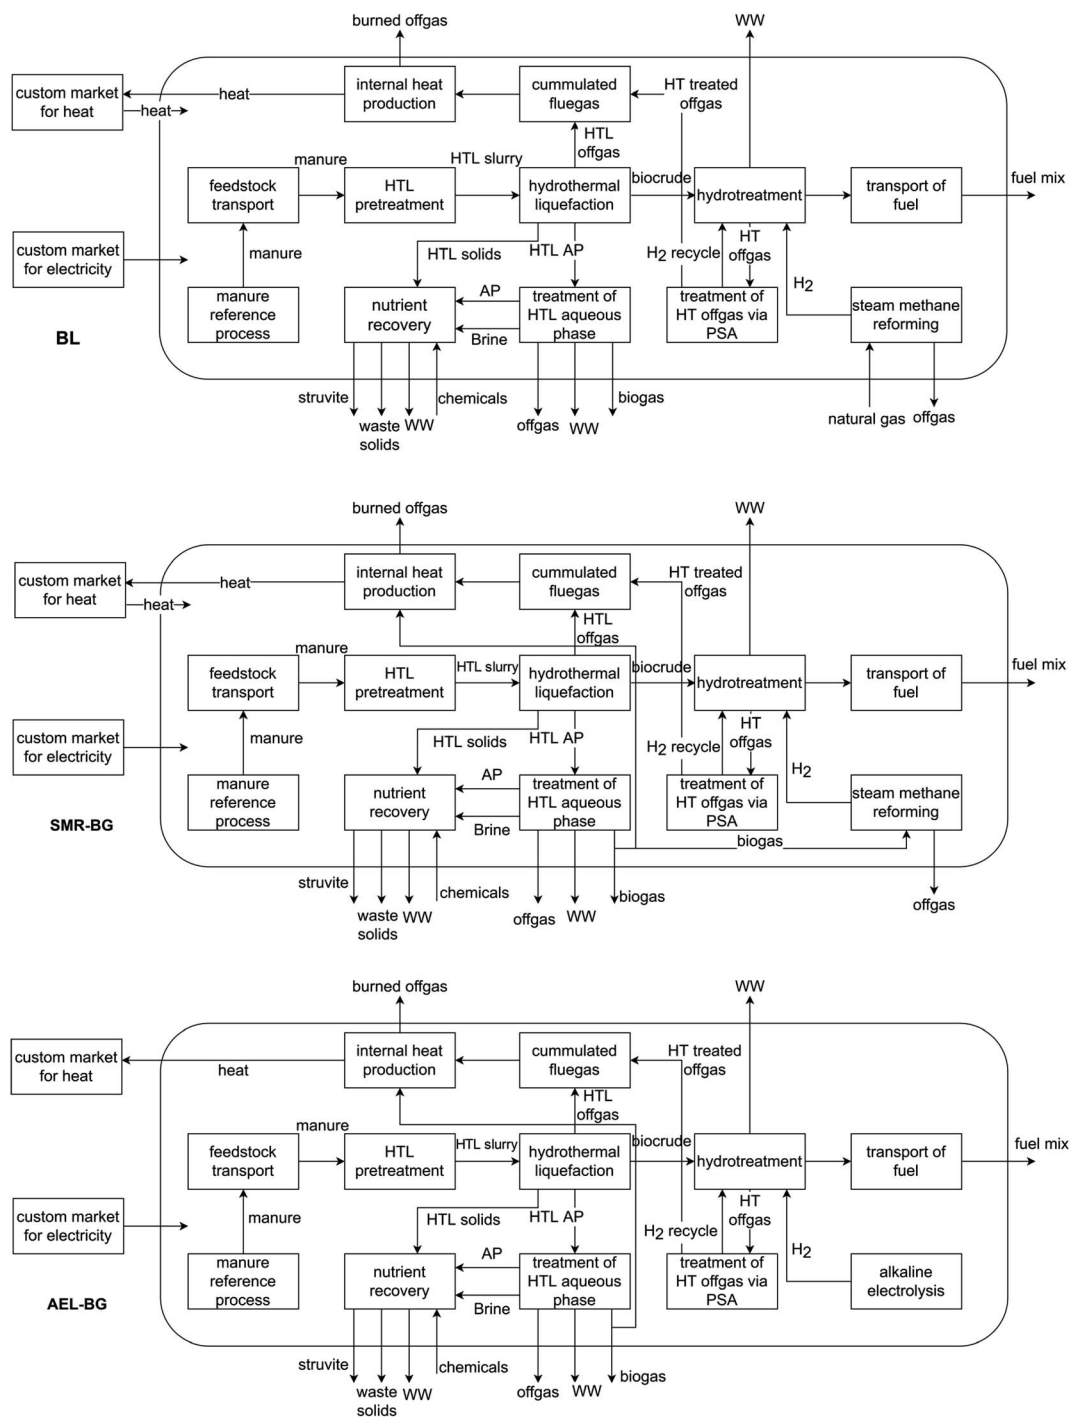 burned offgas
WW
custom market
for heat
heat
heat
internal heat
production
cummulated
fluegas
HT treated
offgas
HTL
offgas
manure
HTL slurry
biocrude
feedstock
transport
HTL
pretreatment
hydrothermal
liquefaction
hydrotreatment
transport of
fuel
fuel mix
custom market
for electricity
manure
HTL solids
HTL AP
H2 recycle
HT
offgas
H2
manure
reference
process
nutrient
recovery
AP
Brine
treatment of
HTL aqueous
phase
treatment of
HT offgas via
PSA
steam methane
reforming
BL
struvite
waste
solids
WW
chemicals
offgas
WW
biogas
natural gas
offgas
burned offgas
WW
custom market
for heat
heat
heat
internal heat
production
cummulated
fluegas
HT treated
offgas
HTL
offgas
manure
HTL slurry
biocrude
feedstock
transport
HTL
pretreatment
hydrothermal
liquefaction
hydrotreatment
transport of
fuel
fuel mix
custom market
for electricity
manure
HTL solids
HTL AP
H2 recycle
HT
offgas
H2
manure
reference
process
nutrient
recovery
AP
Brine
treatment of
HTL aqueous
phase
treatment of
HT offgas via
PSA
steam methane
reforming
SMR-BG
biogas
struvite
waste
solids
WW
chemicals
offgas
WW
biogas
offgas
burned offgas
WW
custom market
for heat
heat
internal heat
production
cummulated
fluegas
HT treated
offgas
HTL
offgas
manure
HTL slurry
biocrude
feedstock
transport
HTL
pretreatment
hydrothermal
liquefaction
hydrotreatment
transport of
fuel
fuel mix
custom market
for electricity
manure
HTL solids
HTL AP
H2 recycle
HT
offgas
H2
manure
reference
process
nutrient
recovery
AP
Brine
treatment of
HTL aqueous
phase
treatment of
HT offgas via
PSA
alkaline
electrolysis
AEL-BG
struvite
waste
solids
WW
chemicals
offgas
WW
biogas